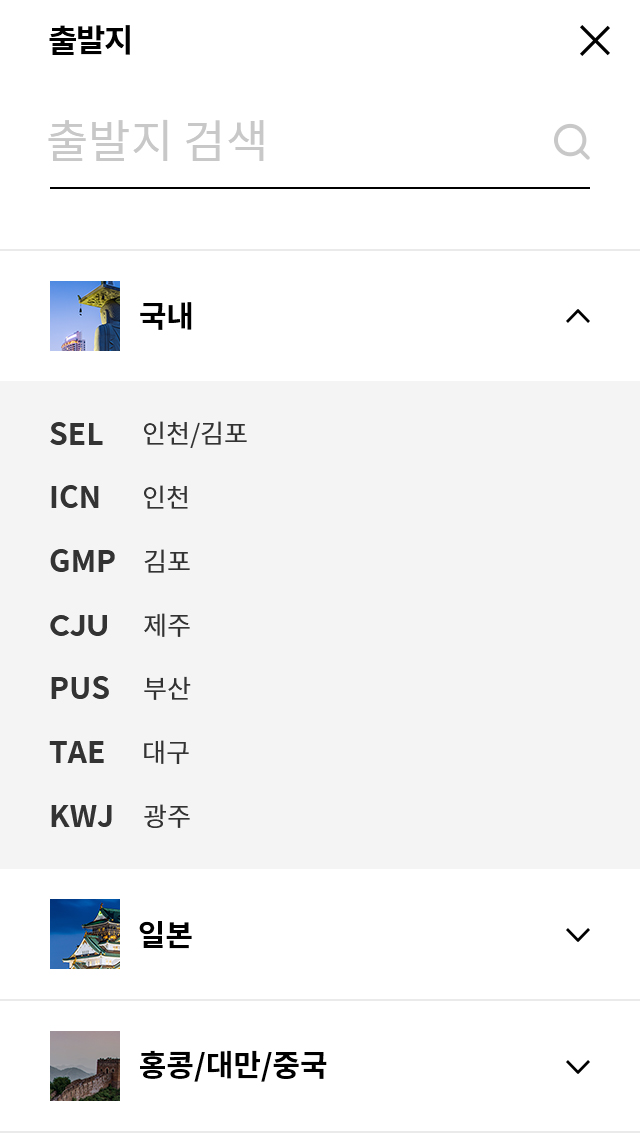 출발지
출발지 검색
국내
SEL 인천/김포
ICN 인천
GMP 김포
CJU 제주
PUS 부산
TAE 대구
KWJ 광주
일본
홍콩/대만/중국